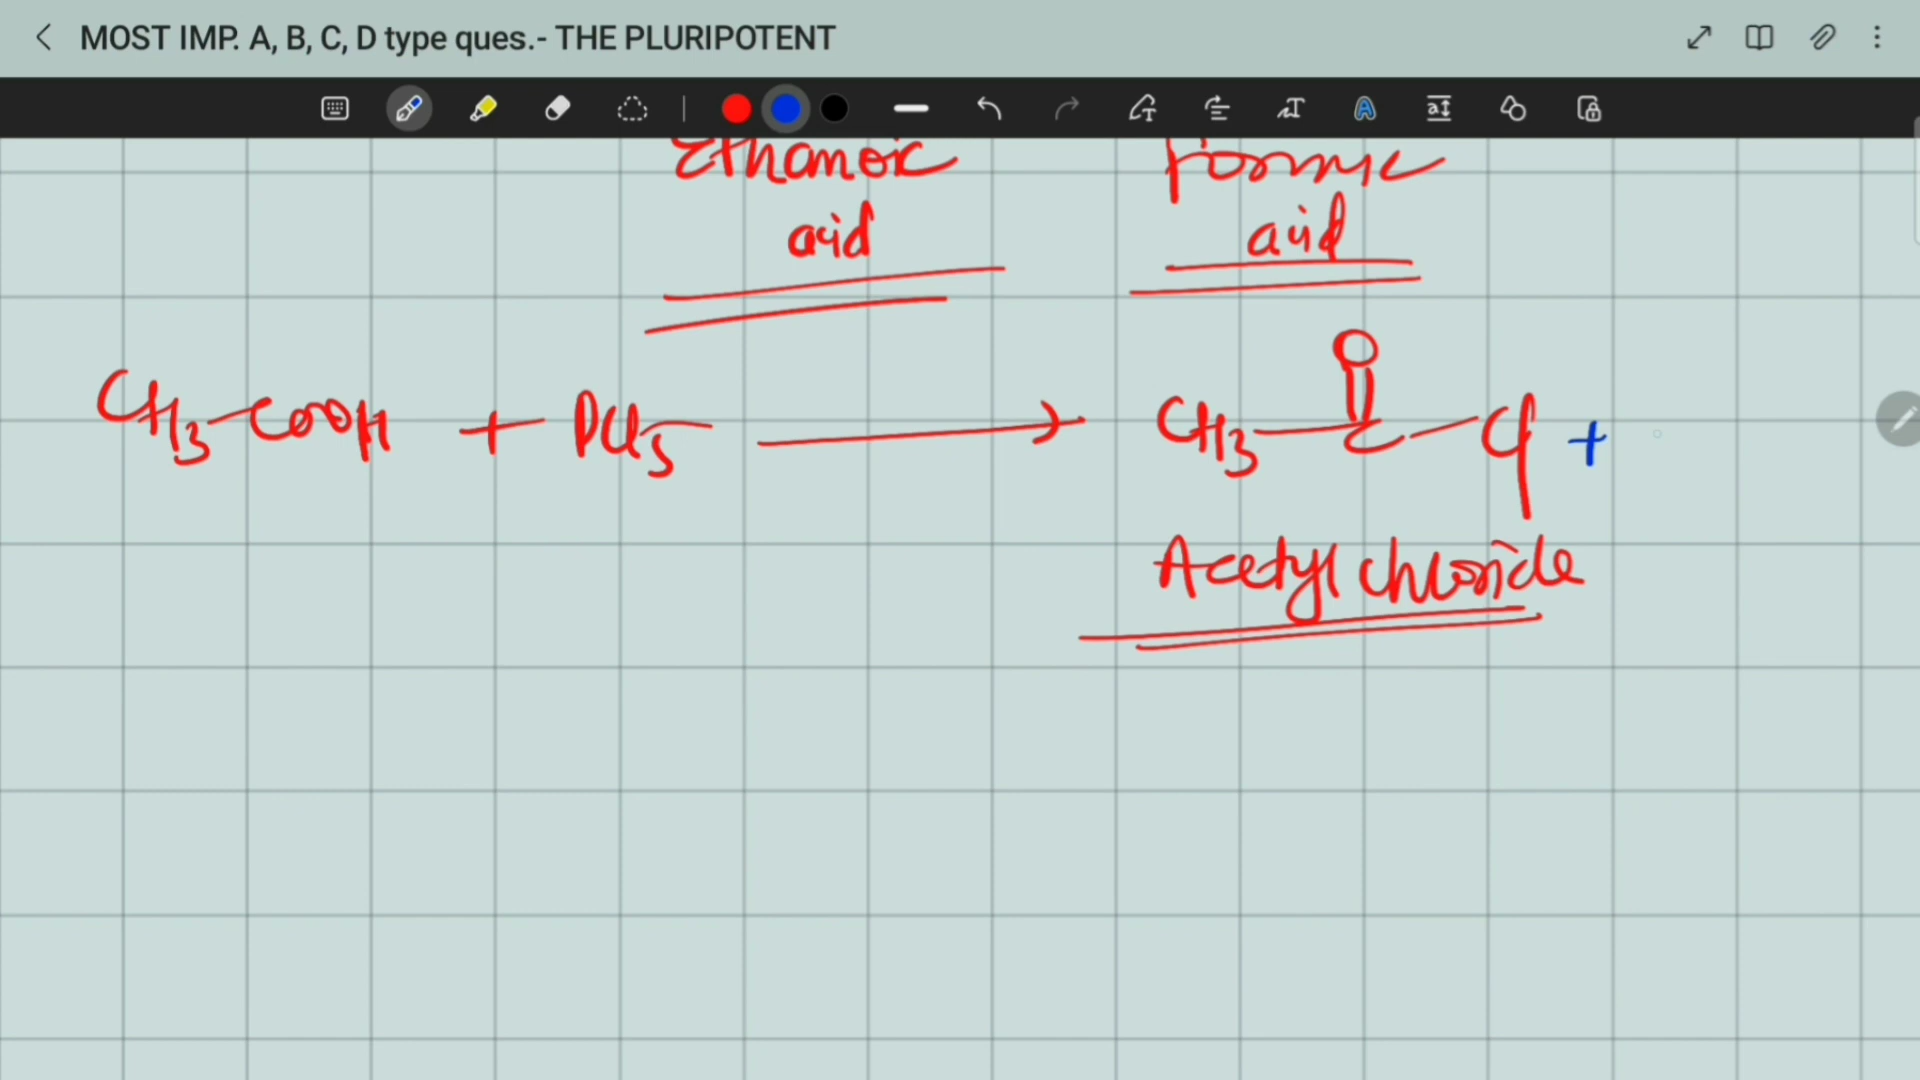 MOST IMP. A, B, C, D type ques.- THE PLURIPOTENT
Ethanoic Formic
acid acid
O
CH3-COOH + PCl5 → CH3-C-Cl +
Acetyl chloride